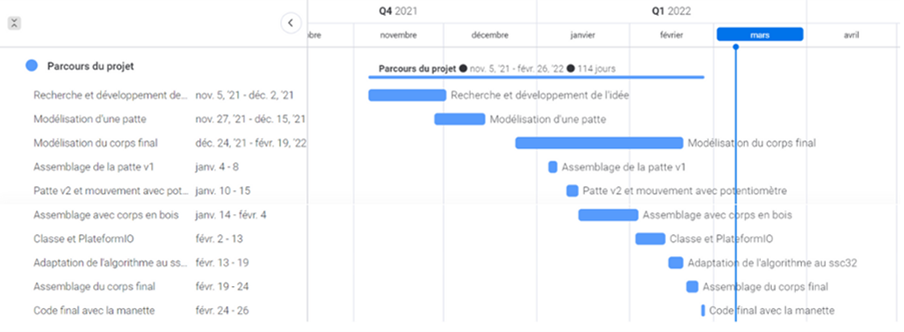 Q4 2021 Q1 2022
bre novembre décembre janvier février mars avril
Parcours du projet
Parcours du projet ● nov. 5, '21 - févr. 26, '22 ● 114 jours
Recherche et développement de... nov. 5, '21 - déc. 2, '21 Recherche et développement de l'idée
Modélisation d'une patte nov. 27, '21 - déc. 15, '21 Modélisation d'une patte
Modélisation du corps final déc. 24, '21 - févr. 19, '22 Modélisation du corps final
Assemblage de la patte v1 janv. 4 - 8 Assemblage de la patte v1
Patte v2 et mouvement avec pot... janv. 10 - 15 Patte v2 et mouvement avec potentiomètre
Assemblage avec corps en bois janv. 14 - févr. 4 Assemblage avec corps en bois
Classe et PlateformIO févr. 2 - 13 Classe et PlateformIO
Adaptation de l'algorithme au ss... févr. 13 - 19 Adaptation de l'algorithme au ssc32
Assemblage du corps final févr. 19 - 24 Assemblage du corps final
Code final avec la manette févr. 24 - 26 Code final avec la manette